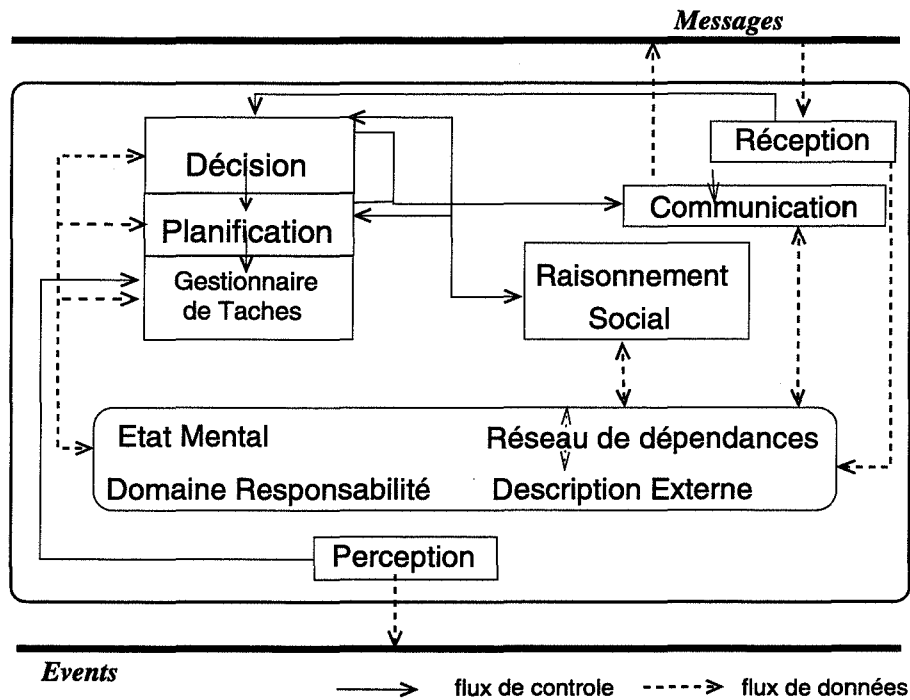 Messages
Réception
Décision
Communication
Planification
Gestionnaire
de Taches
Raisonnement
Social
Etat Mental
Réseau de dépendances
Domaine Responsabilité
Description Externe
Perception
Events
flux de controle
flux de données